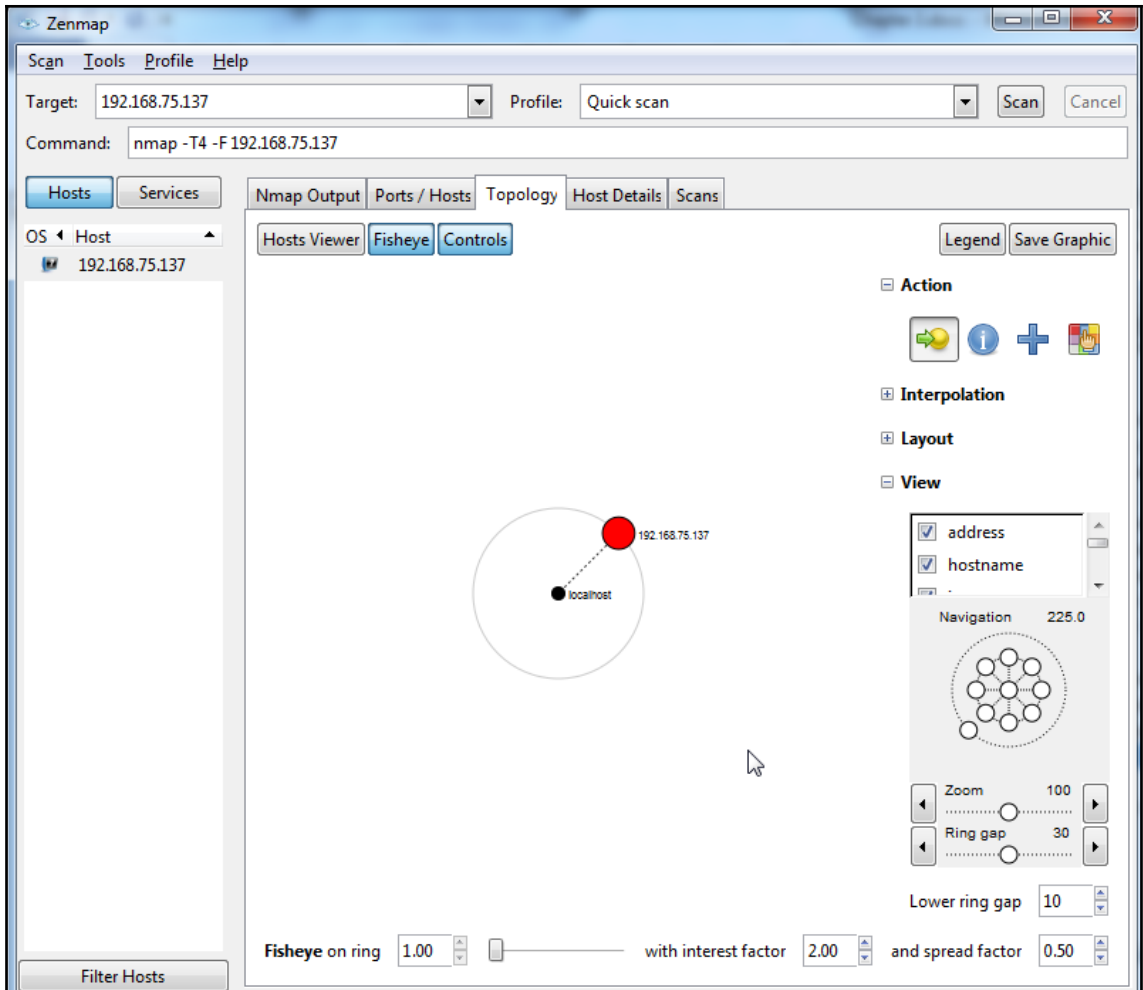 Zenmap
Scan Tools Profile Help
Target: 192.168.75.137 Profile: Quick scan Scan Cancel
Command: nmap -T4 -F 192.168.75.137
Hosts Services Nmap Output Ports / Hosts Topology Host Details Scans
OS Host
192.168.75.137
Hosts Viewer Fisheye Controls Legend Save Graphic
Action
Interpolation
Layout
View
address
hostname
192.168.75.137
localhost
Navigation 225.0
Zoom 100
Ring gap 30
Lower ring gap 10
Fisheye on ring 1.00 with interest factor 2.00 and spread factor 0.50
Filter Hosts